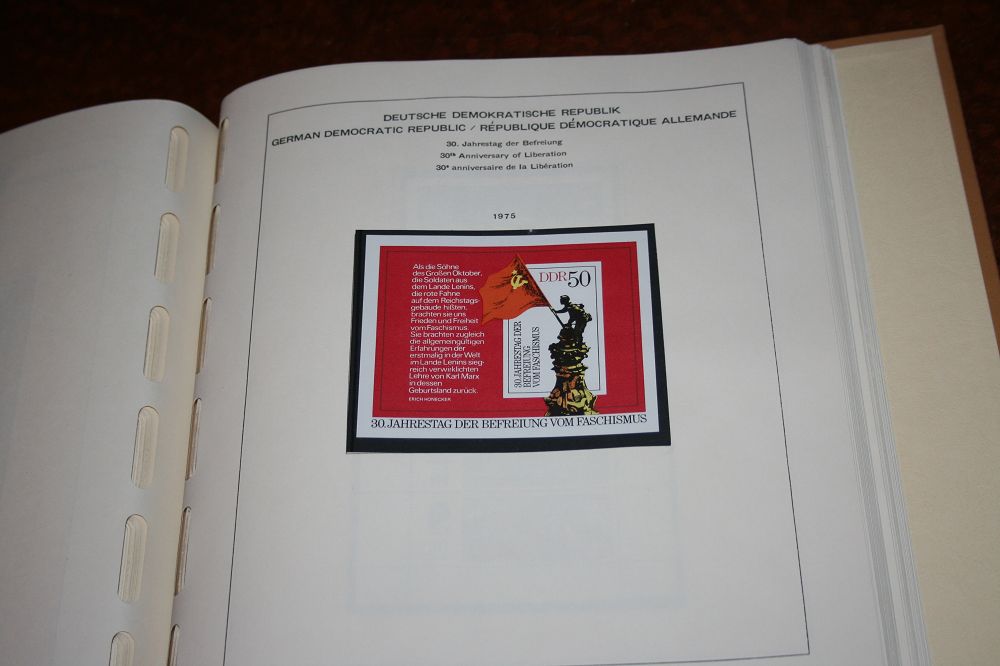 DEUTSCHE DEMOKRATISCHE REPUBLIK
GERMAN DEMOCRATIC REPUBLIC / RÉPUBLIQUE DÉMOCRATIQUE ALLEMANDE
30. Jahrestag der Befreiung
30th Anniversary of Liberation
30e anniversaire de la Libération
1975
Als die Söhne
des Großen Oktober,
die Soldaten aus
dem Lande Lenins,
die rote Fahne
auf dem Reichstags-
gebäude hißten,
brachten sie uns
Frieden und Freiheit
vom Faschismus.
Sie brachten zugleich
die allgemeingültigen
Erfahrungen der
erstmalig in der Welt
im Lande Lenins sieg-
reich verwirklichten
Lehre von Karl Marx
in dessen
Geburtsland zurück.
ERICH HONECKER
DDR 50
30. JAHRESTAG DER
BEFREIUNG
VOM FASCHISMUS
30. JAHRESTAG DER BEFREIUNG VOM FASCHISMUS